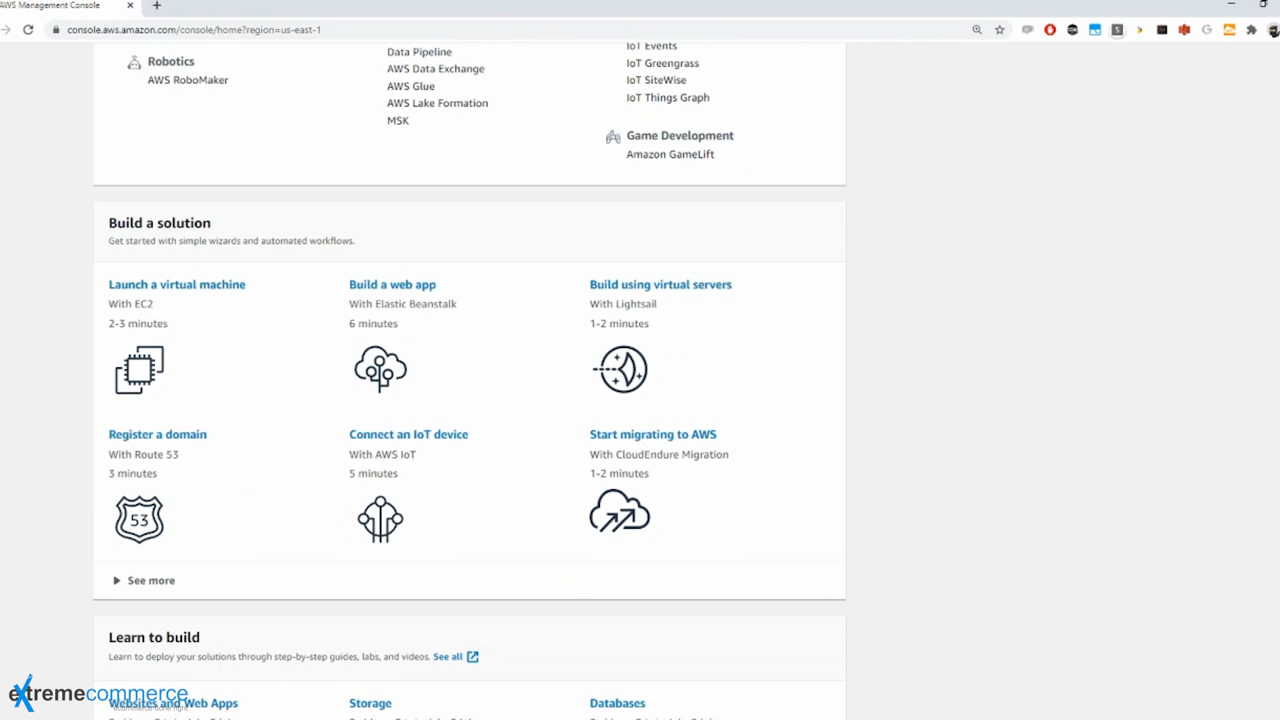 AWS Management Console
console.aws.amazon.com/console/home?region=us-east-1
Robotics
AWS RoboMaker
Data Pipeline
AWS Data Exchange
AWS Glue
AWS Lake Formation
MSK
IoT Events
IoT Greengrass
IoT SiteWise
IoT Things Graph
Game Development
Amazon GameLift
Build a solution
Get started with simple wizards and automated workflows.
Launch a virtual machine
With EC2
2-3 minutes
Build a web app
With Elastic Beanstalk
6 minutes
Build using virtual servers
With Lightsail
1-2 minutes
Register a domain
With Route 53
3 minutes
53
Connect an IoT device
With AWS IoT
5 minutes
Start migrating to AWS
With CloudEndure Migration
1-2 minutes
See more
Learn to build
Learn to deploy your solutions through step-by-step guides, labs, and videos. See all
Websites and Web Apps
Storage
Databases
extremecommerce
ecommerce done right